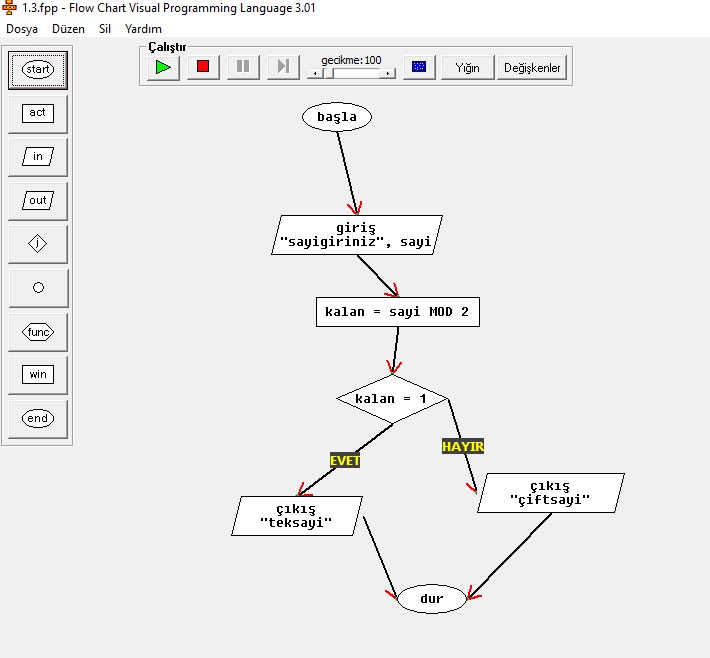 1.3.fpp - Flow Chart Visual Programming Language 3.01
Dosya Düzen Sil Yardım
Çalıştır
gecikme:100
Yığın
Değişkenler
start
act
in
out
j
func
win
end
başla
giriş
"sayigiriniz", sayi
kalan = sayi MOD 2
kalan = 1
EVET
HAYIR
çıkış
"teksayi"
çıkış
"çiftsayi"
dur